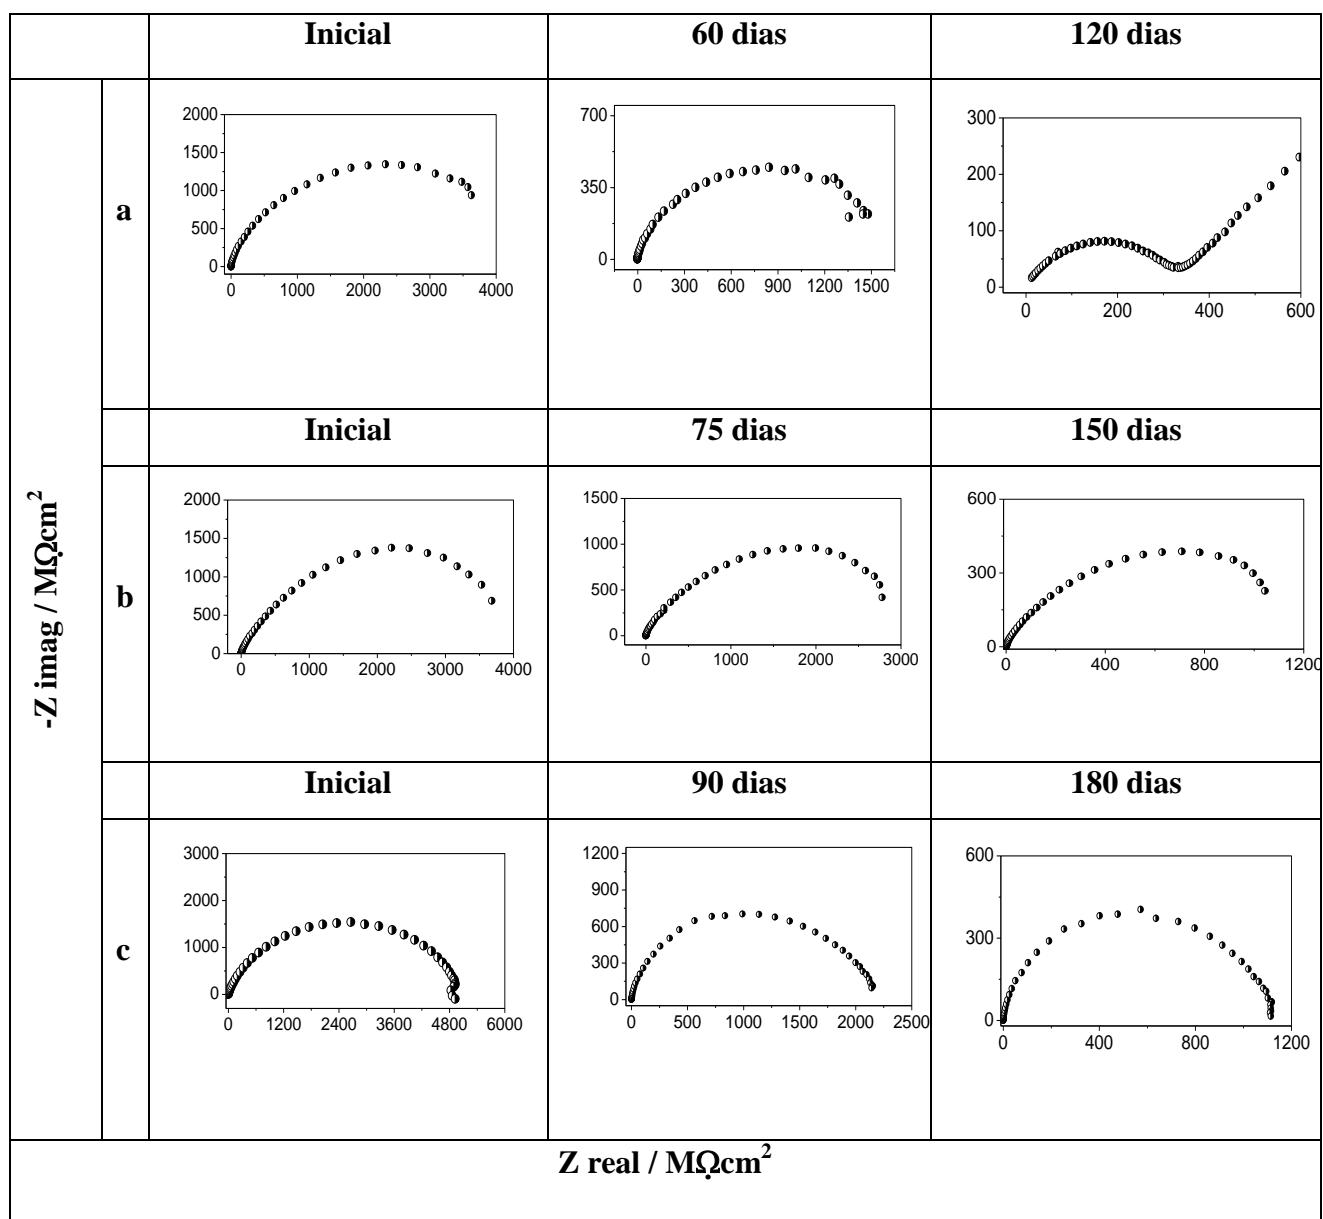 Inicial 60 dias 120 dias
-Z imag / MΩcm²
a
2000
1500
1000
500
0
0 1000 2000 3000 4000
700
350
0
0 300 600 900 1200 1500
300
200
100
0
0 200 400 600
Inicial 75 dias 150 dias
b
2000
1500
1000
500
0
0 1000 2000 3000 4000
1500
1000
500
0
0 1000 2000 3000
600
400
200
0
0 400 800 1200
Inicial 90 dias 180 dias
c
3000
2000
1000
0
0 1200 2400 3600 4800 6000
1200
900
600
300
0
0 500 1000 1500 2000 2500
600
300
0
0 400 800 1200
Z real / MΩcm²